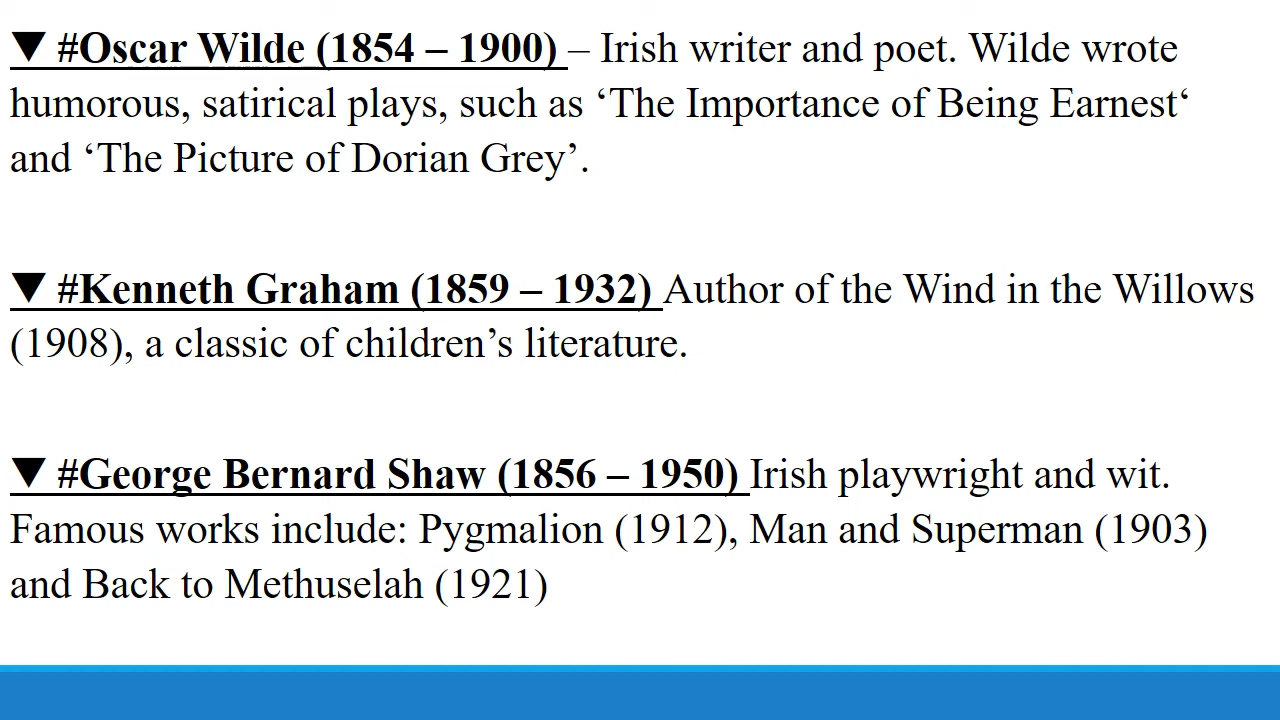 ▼ #Oscar Wilde (1854 – 1900) – Irish writer and poet. Wilde wrote
humorous, satirical plays, such as ‘The Importance of Being Earnest‘
and ‘The Picture of Dorian Grey’.
▼ #Kenneth Graham (1859 – 1932) Author of the Wind in the Willows
(1908), a classic of children’s literature.
▼ #George Bernard Shaw (1856 – 1950) Irish playwright and wit.
Famous works include: Pygmalion (1912), Man and Superman (1903)
and Back to Methuselah (1921)